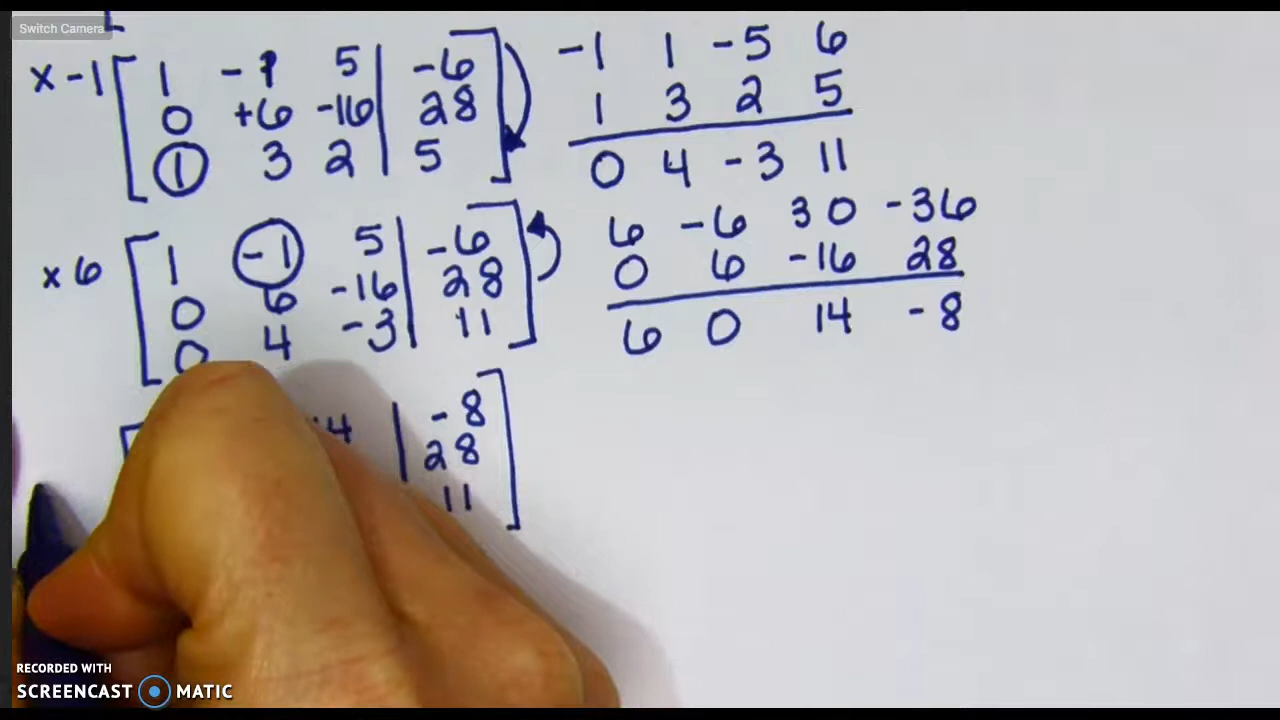 Switch Camera
x -1 [ 1 -1 5 | -6 ]
0 +6 -16 | 28
1 3 2 | 5
-1 1 -5 6
1 3 2 5
0 4 -3 11
x 6 [ 1 -1 5 | -6 ]
0 6 -16 | 28
0 4 -3 | 11
6 -6 30 -36
0 6 -16 28
6 0 14 -8
[ 14 | -8 ]
| 28
11
RECORDED WITH
SCREENCAST MATIC